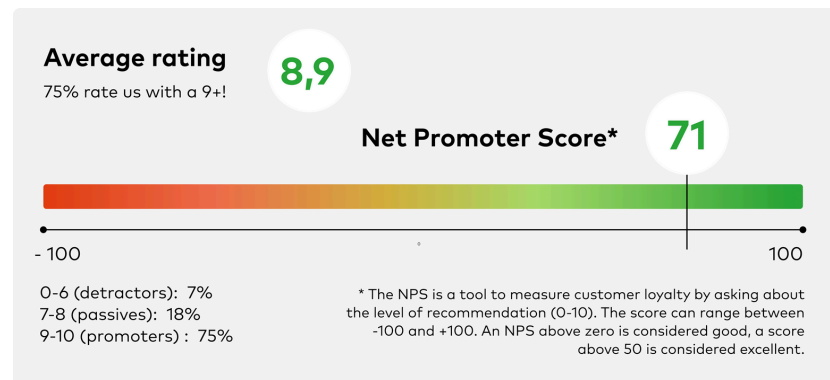 Average rating
75% rate us with a 9+!
8,9
Net Promoter Score*
71
- 100
100
0-6 (detractors): 7%
7-8 (passives): 18%
9-10 (promoters) : 75%
* The NPS is a tool to measure customer loyalty by asking about
the level of recommendation (0-10). The score can range between
-100 and +100. An NPS above zero is considered good, a score
above 50 is considered excellent.